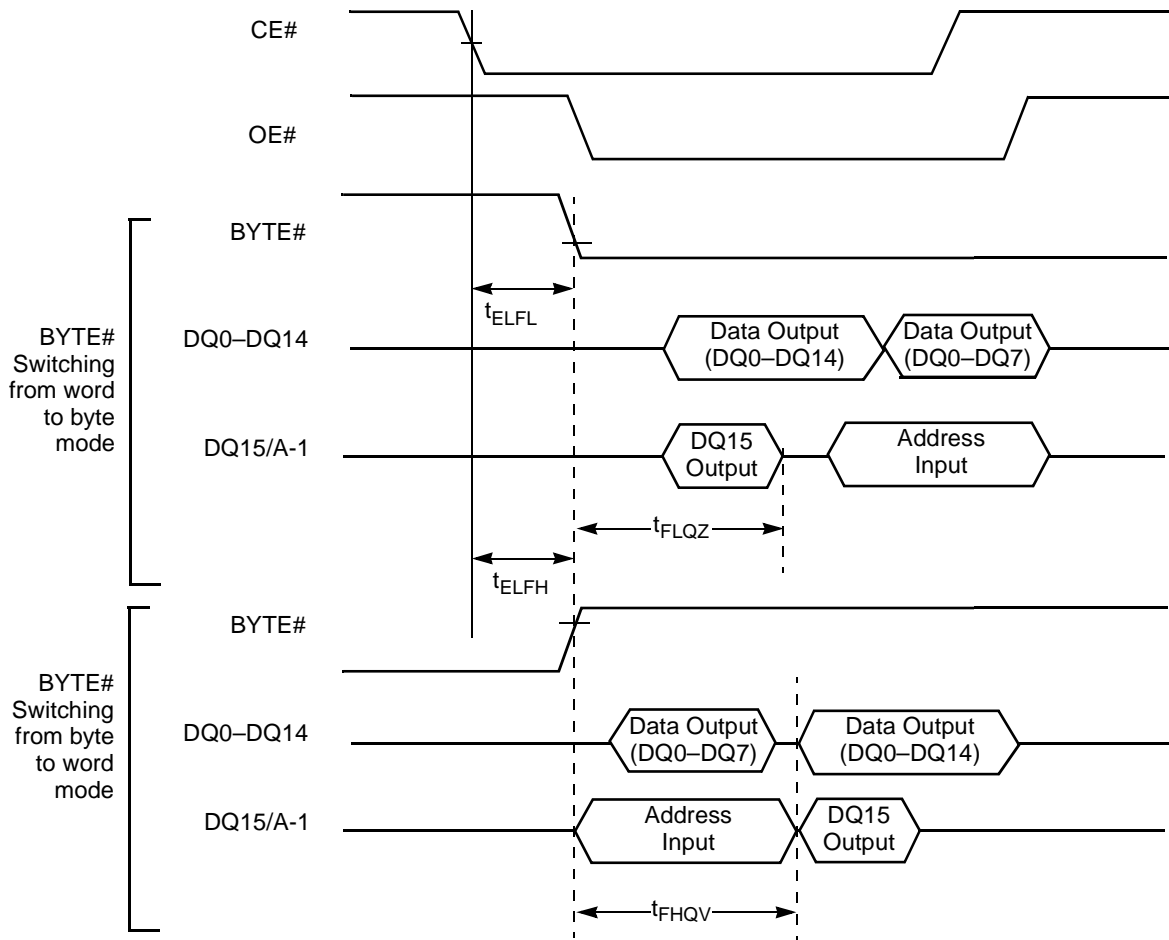 CE#
OE#
BYTE#
Switching
from word
to byte
mode
BYTE#
tELFL
DQ0–DQ14
Data Output
(DQ0–DQ14)
Data Output
(DQ0–DQ7)
DQ15/A-1
DQ15
Output
Address
Input
tFLQZ
tELFH
BYTE#
Switching
from byte
to word
mode
BYTE#
DQ0–DQ14
Data Output
(DQ0–DQ7)
Data Output
(DQ0–DQ14)
DQ15/A-1
Address
Input
DQ15
Output
tFHQV